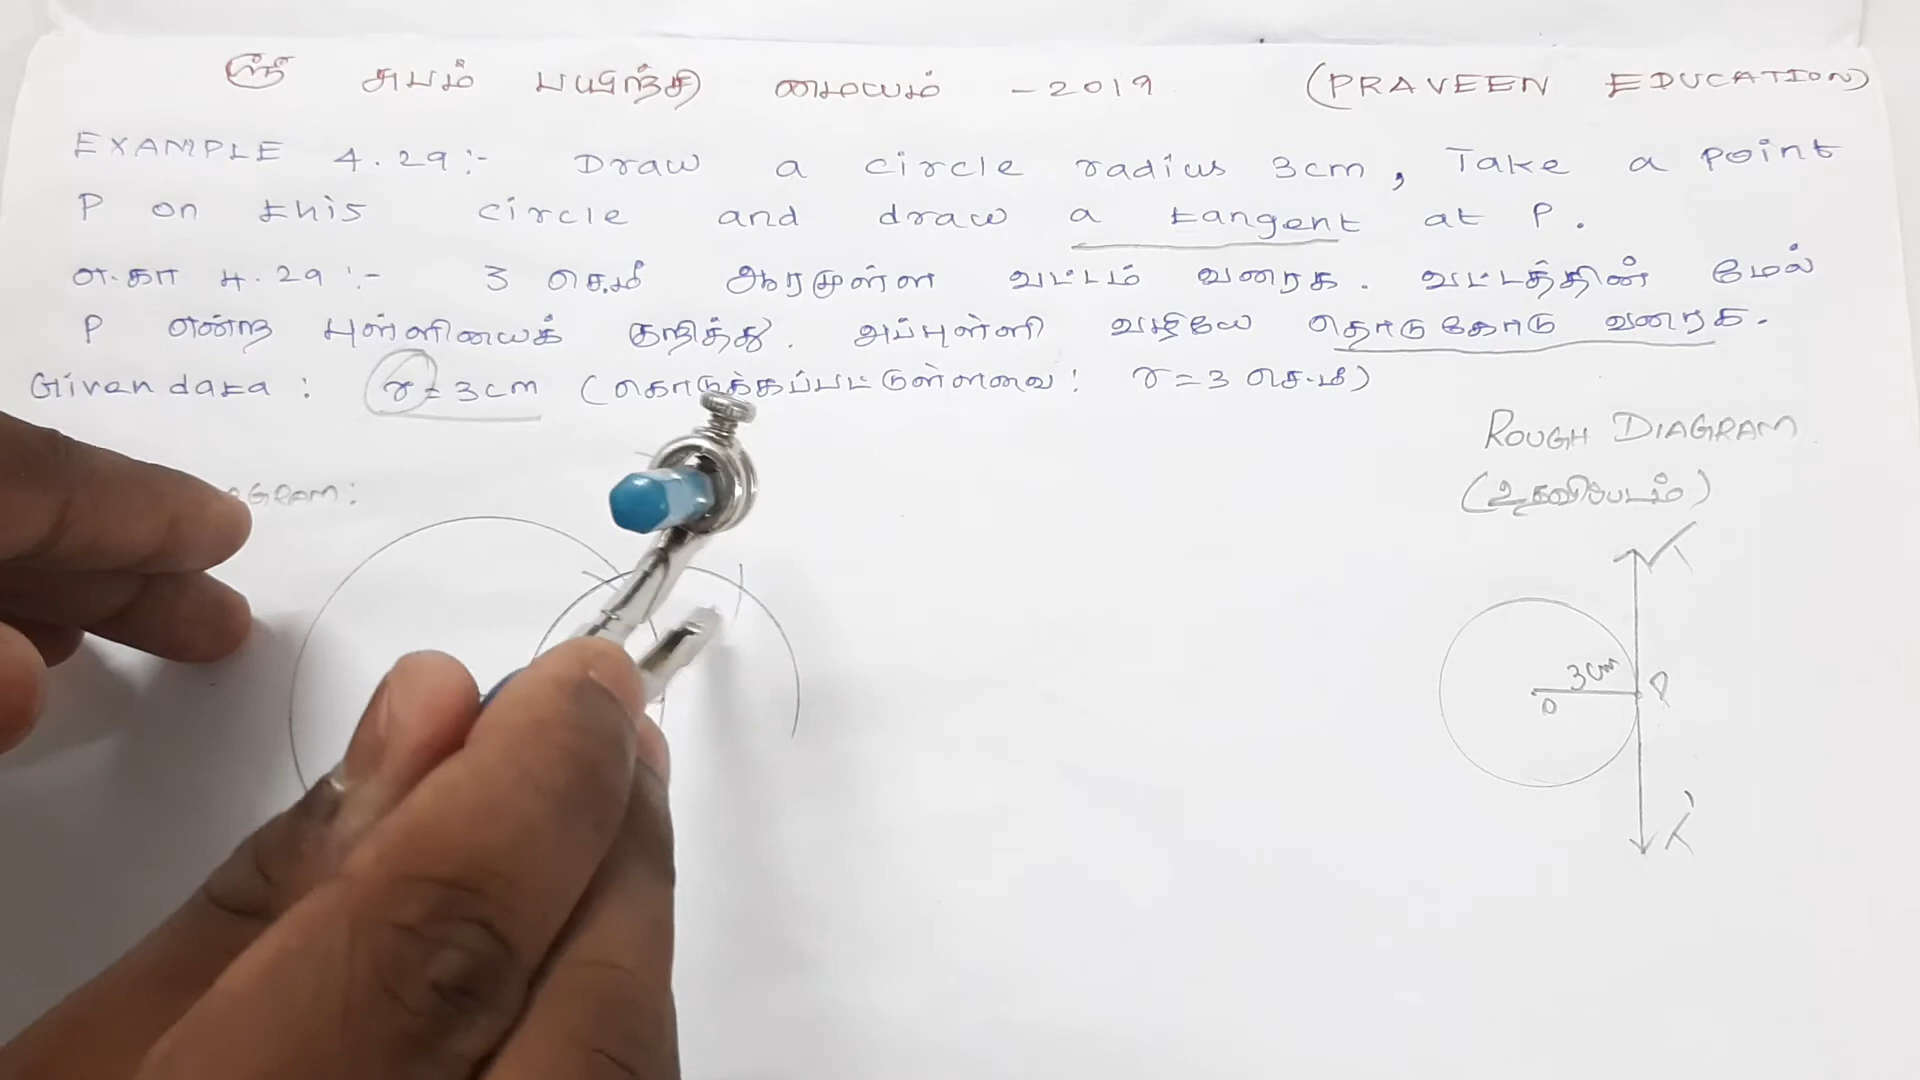 ஸ்ரீ சுபம் பயிற்சி மையம் - 2019 (PRAVEEN EDUCATION)
EXAMPLE 4.29:- Draw a circle radius 3cm, Take a point
P on this circle and draw a tangent at P.
எ.கா 4.29:- 3 செ.மீ ஆரமுள்ள வட்டம் வரைக. வட்டத்தின் மேல்
P என்ற புள்ளியைக் குறித்து. அப்புள்ளி வழியே தொடுகோடு வரைக.
Given data: r=3cm (கொடுக்கப்பட்டுள்ளவை: r=3 செ.மீ)
ROUGH DIAGRAM
(உதவிப்படம்)
GRAM:
T
3cm
O
P
T'